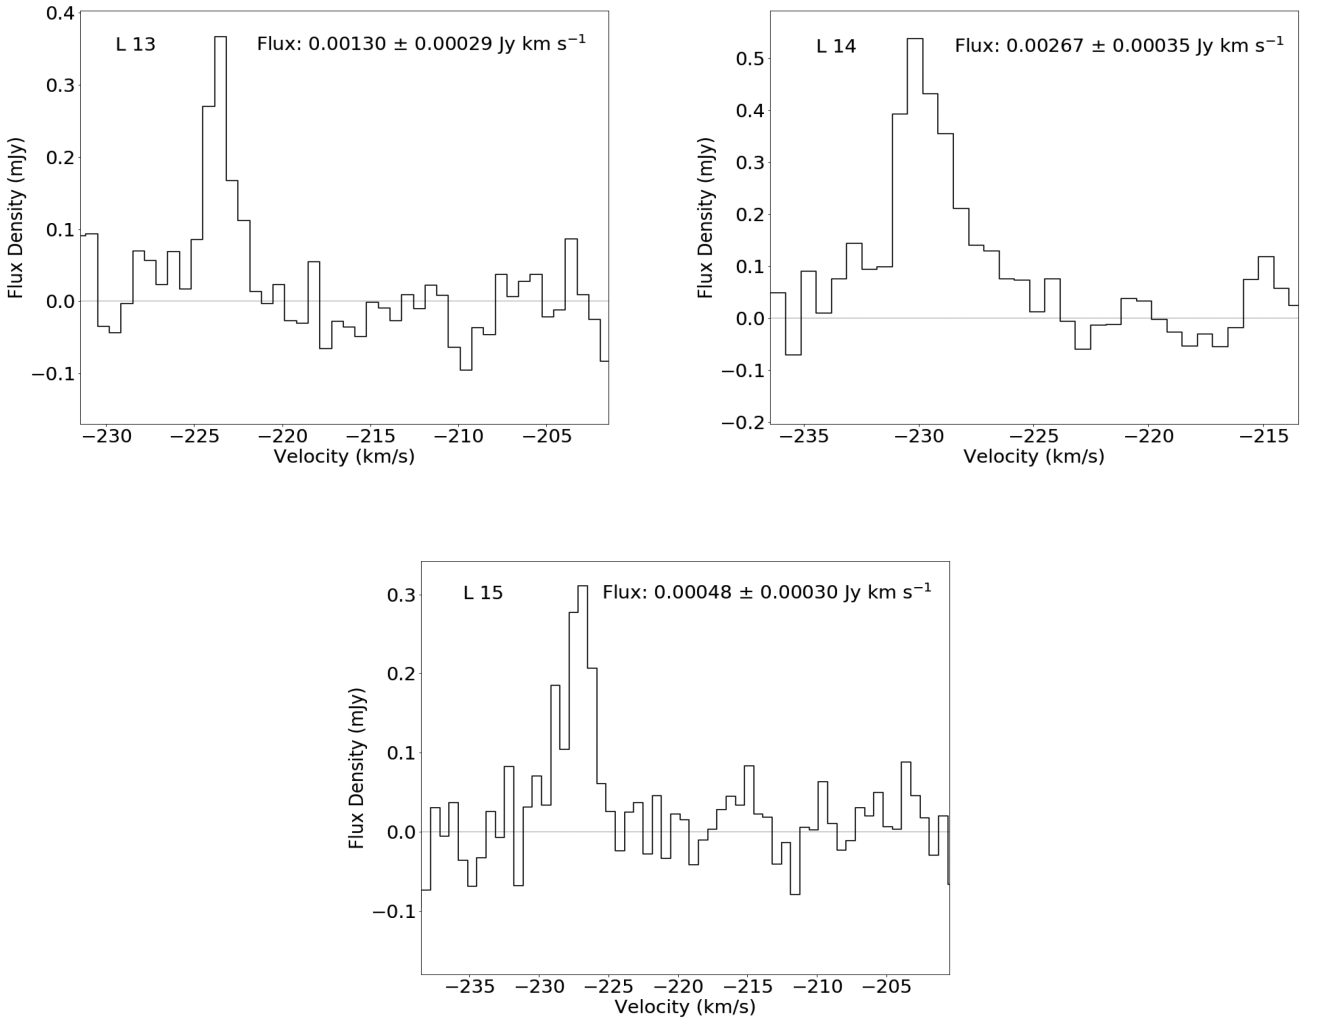 L 13 Flux: 0.00130 ± 0.00029 Jy km s⁻¹
0.4
0.3
0.2
0.1
0.0
−0.1
Flux Density (mJy)
−230 −225 −220 −215 −210 −205
Velocity (km/s)
L 14 Flux: 0.00267 ± 0.00035 Jy km s⁻¹
0.5
0.4
0.3
0.2
0.1
0.0
−0.1
−0.2
Flux Density (mJy)
−235 −230 −225 −220 −215
Velocity (km/s)
L 15 Flux: 0.00048 ± 0.00030 Jy km s⁻¹
0.3
0.2
0.1
0.0
−0.1
Flux Density (mJy)
−235 −230 −225 −220 −215 −210 −205
Velocity (km/s)